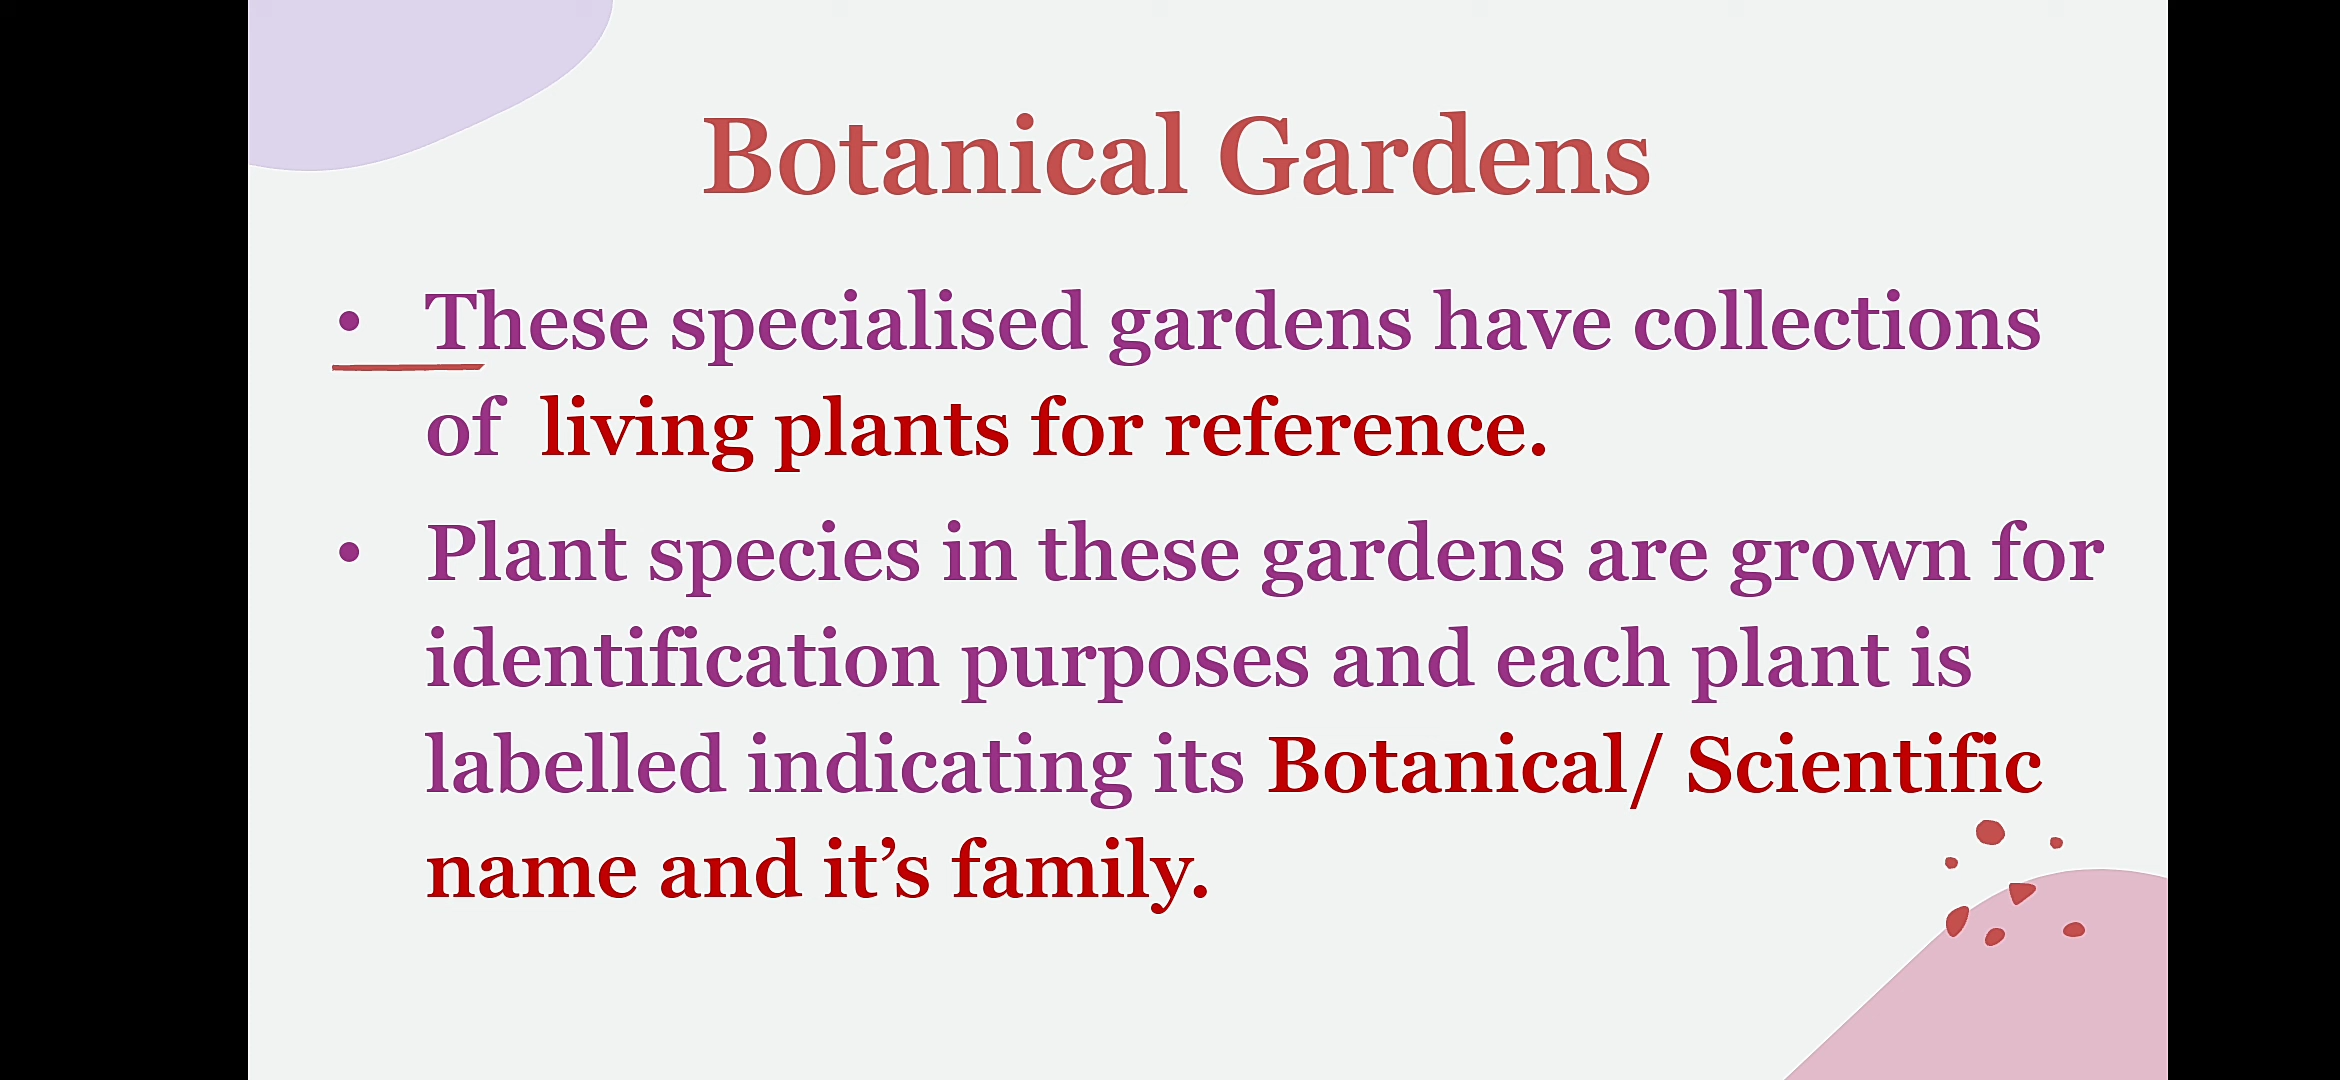 Botanical Gardens
• These specialised gardens have collections
of living plants for reference.
• Plant species in these gardens are grown for
identification purposes and each plant is
labelled indicating its Botanical/ Scientific
name and it’s family.